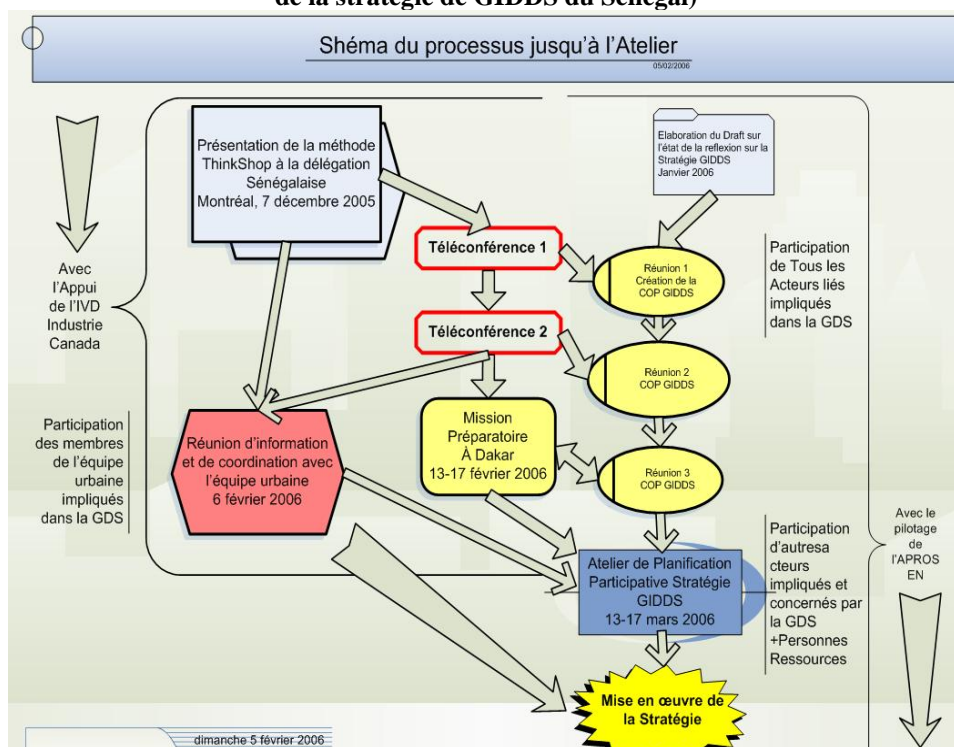 de la stratégie de GIDDS du Sénégal)
Shéma du processus jusqu'à l'Atelier
05/02/2006
Présentation de la méthode
ThinkShop à la délégation
Sénégalaise
Montréal, 7 décembre 2005
Elaboration du Draft sur
l'état de la reflexion sur la
Stratégie GIDDS
Janvier 2006
Téléconférence 1
Réunion 1
Création de la
COP GIDDS
Participation
de Tous les
Acteurs liés
impliqués
dans la GDS
Avec
l'Appui
de l'IVD
Industrie
Canada
Téléconférence 2
Réunion 2
COP GIDDS
Participation
des membres
de l'équipe
urbaine
impliqués
dans la GDS
Réunion d'information
et de coordination avec
l'équipe urbaine
6 février 2006
Mission
Préparatoire
À Dakar
13-17 février 2006
Réunion 3
COP GIDDS
Atelier de Planification
Participative Stratégie
GIDDS
13-17 mars 2006
Participation
d'autresa
cteurs
impliqués et
concernés par
la GDS
+Personnes
Ressources
Avec le
pilotage
de
l'APROS
EN
Mise en œuvre de
la Stratégie
dimanche 5 février 2006